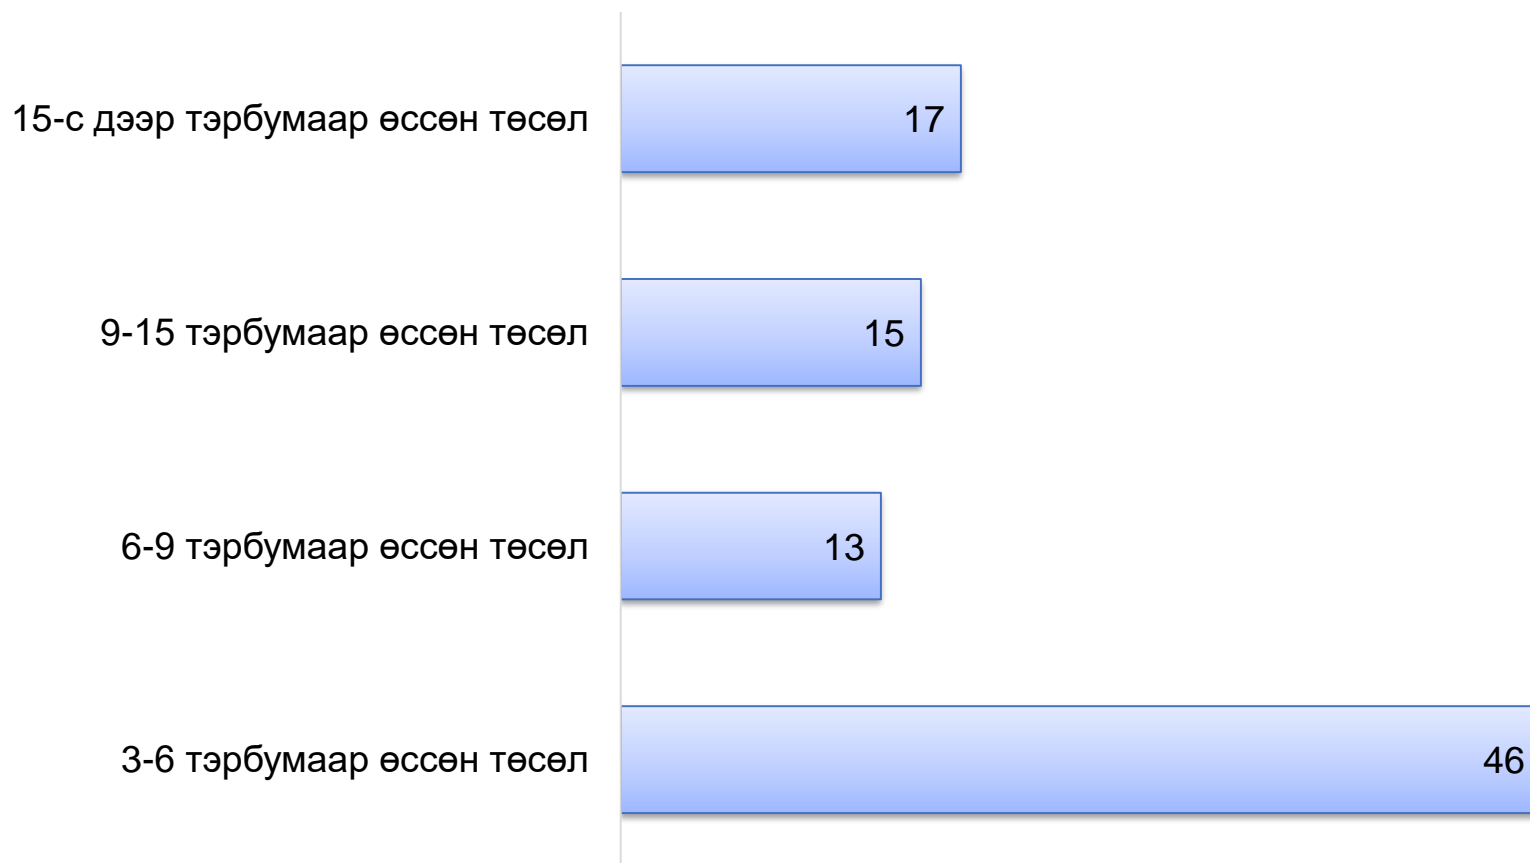 15-с дээр тэрбумаар өссөн төсөл 17
9-15 тэрбумаар өссөн төсөл 15
6-9 тэрбумаар өссөн төсөл 13
3-6 тэрбумаар өссөн төсөл 46